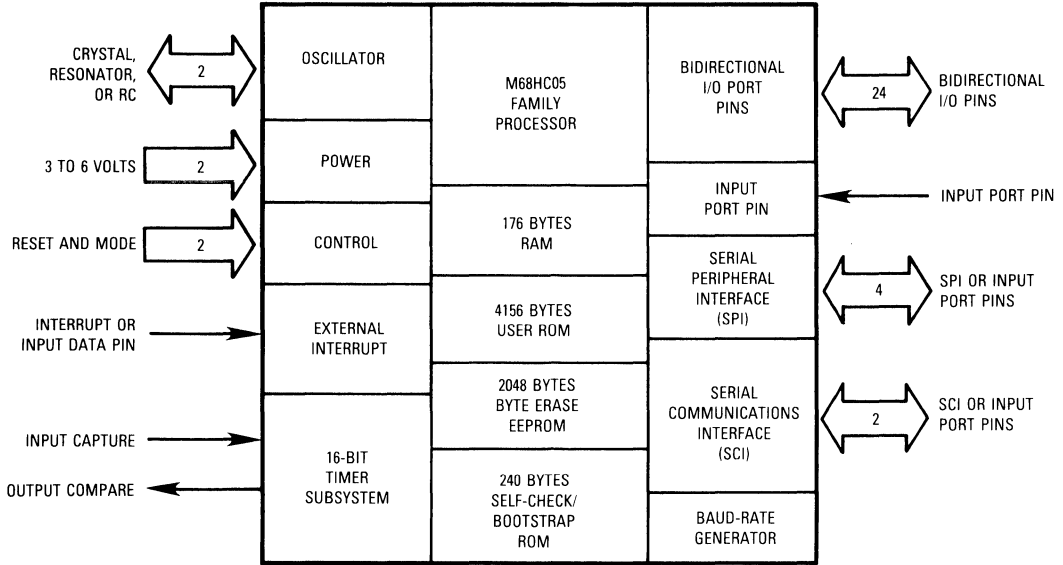 CRYSTAL,
RESONATOR,
OR RC
2
3 TO 6 VOLTS
2
RESET AND MODE
2
INTERRUPT OR
INPUT DATA PIN
INPUT CAPTURE
OUTPUT COMPARE
OSCILLATOR
POWER
CONTROL
EXTERNAL
INTERRUPT
16-BIT
TIMER
SUBSYSTEM
M68HC05
FAMILY
PROCESSOR
176 BYTES
RAM
4156 BYTES
USER ROM
2048 BYTES
BYTE ERASE
EEPROM
240 BYTES
SELF-CHECK/
BOOTSTRAP
ROM
BIDIRECTIONAL
I/O PORT
PINS
INPUT
PORT PIN
SERIAL
PERIPHERAL
INTERFACE
(SPI)
SERIAL
COMMUNICATIONS
INTERFACE
(SCI)
BAUD-RATE
GENERATOR
24
BIDIRECTIONAL
I/O PINS
INPUT PORT PIN
4
SPI OR INPUT
PORT PINS
2
SCI OR INPUT
PORT PINS